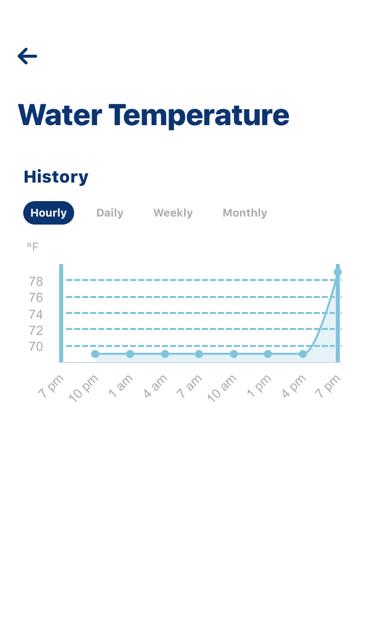 Water Temperature
History
Hourly Daily Weekly Monthly
°F
78
76
74
72
70
7 pm 10 pm 1 am 4 am 7 am 10 am 1 pm 4 pm 7 pm